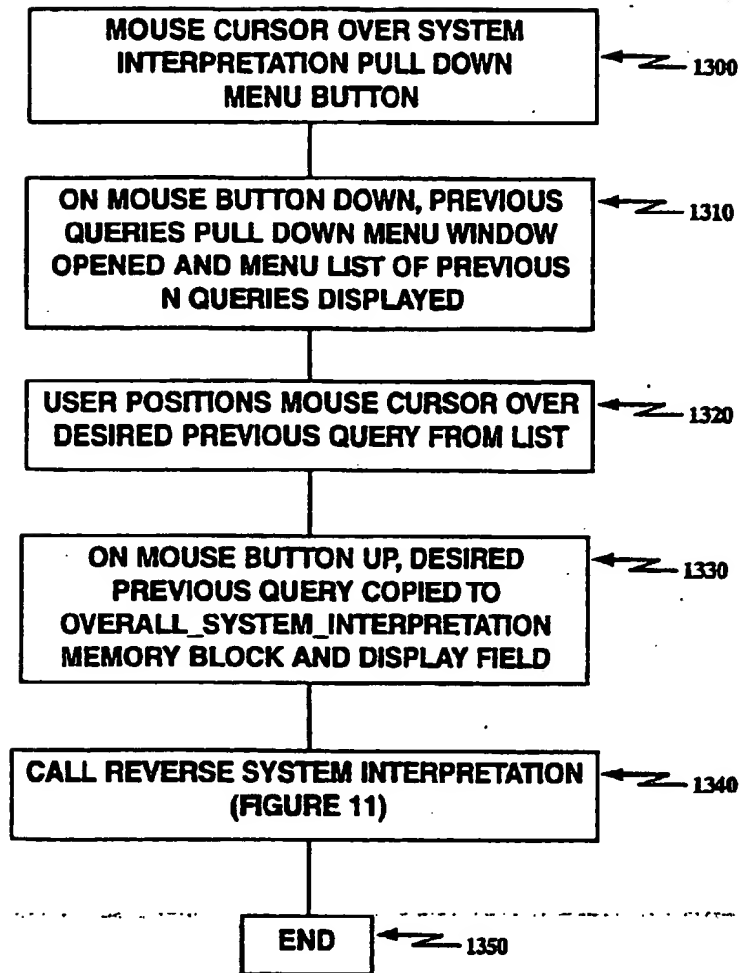 MOUSE CURSOR OVER SYSTEM
INTERPRETATION PULL DOWN
MENU BUTTON
1300
ON MOUSE BUTTON DOWN, PREVIOUS
QUERIES PULL DOWN MENU WINDOW
OPENED AND MENU LIST OF PREVIOUS
N QUERIES DISPLAYED
1310
USER POSITIONS MOUSE CURSOR OVER
DESIRED PREVIOUS QUERY FROM LIST
1320
ON MOUSE BUTTON UP, DESIRED
PREVIOUS QUERY COPIED TO
OVERALL_SYSTEM_INTERPRETATION
MEMORY BLOCK AND DISPLAY FIELD
1330
CALL REVERSE SYSTEM INTERPRETATION
(FIGURE 11)
1340
END
1350